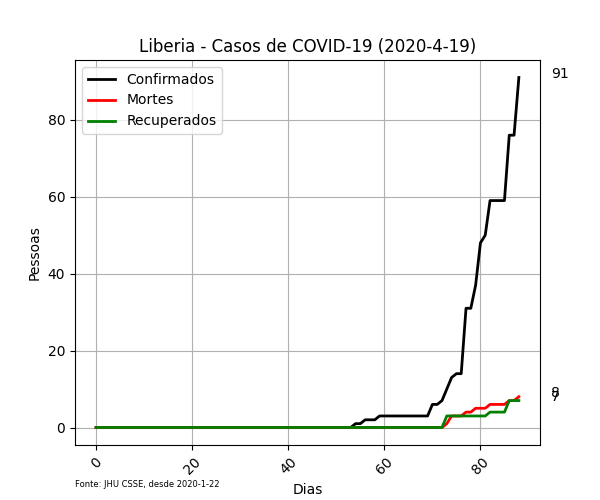 Liberia - Casos de COVID-19 (2020-4-19)
Confirmados
Mortes
Recuperados
91
8
7
Pessoas
80
60
40
20
0
0 20 40 60 80
Dias
Fonte: JHU CSSE, desde 2020-1-22